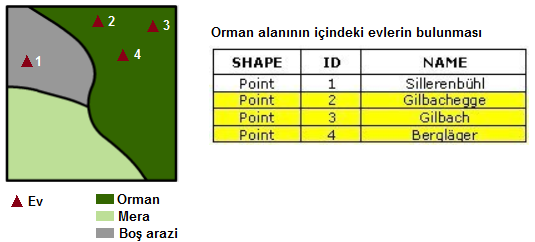 2
3
4
1
Ev
Orman
Mera
Boş arazi
Orman alanının içindeki evlerin bulunması
SHAPE ID NAME
Point 1 Sillerenbühl
Point 2 Gilbachegge
Point 3 Gilbach
Point 4 Bergläger